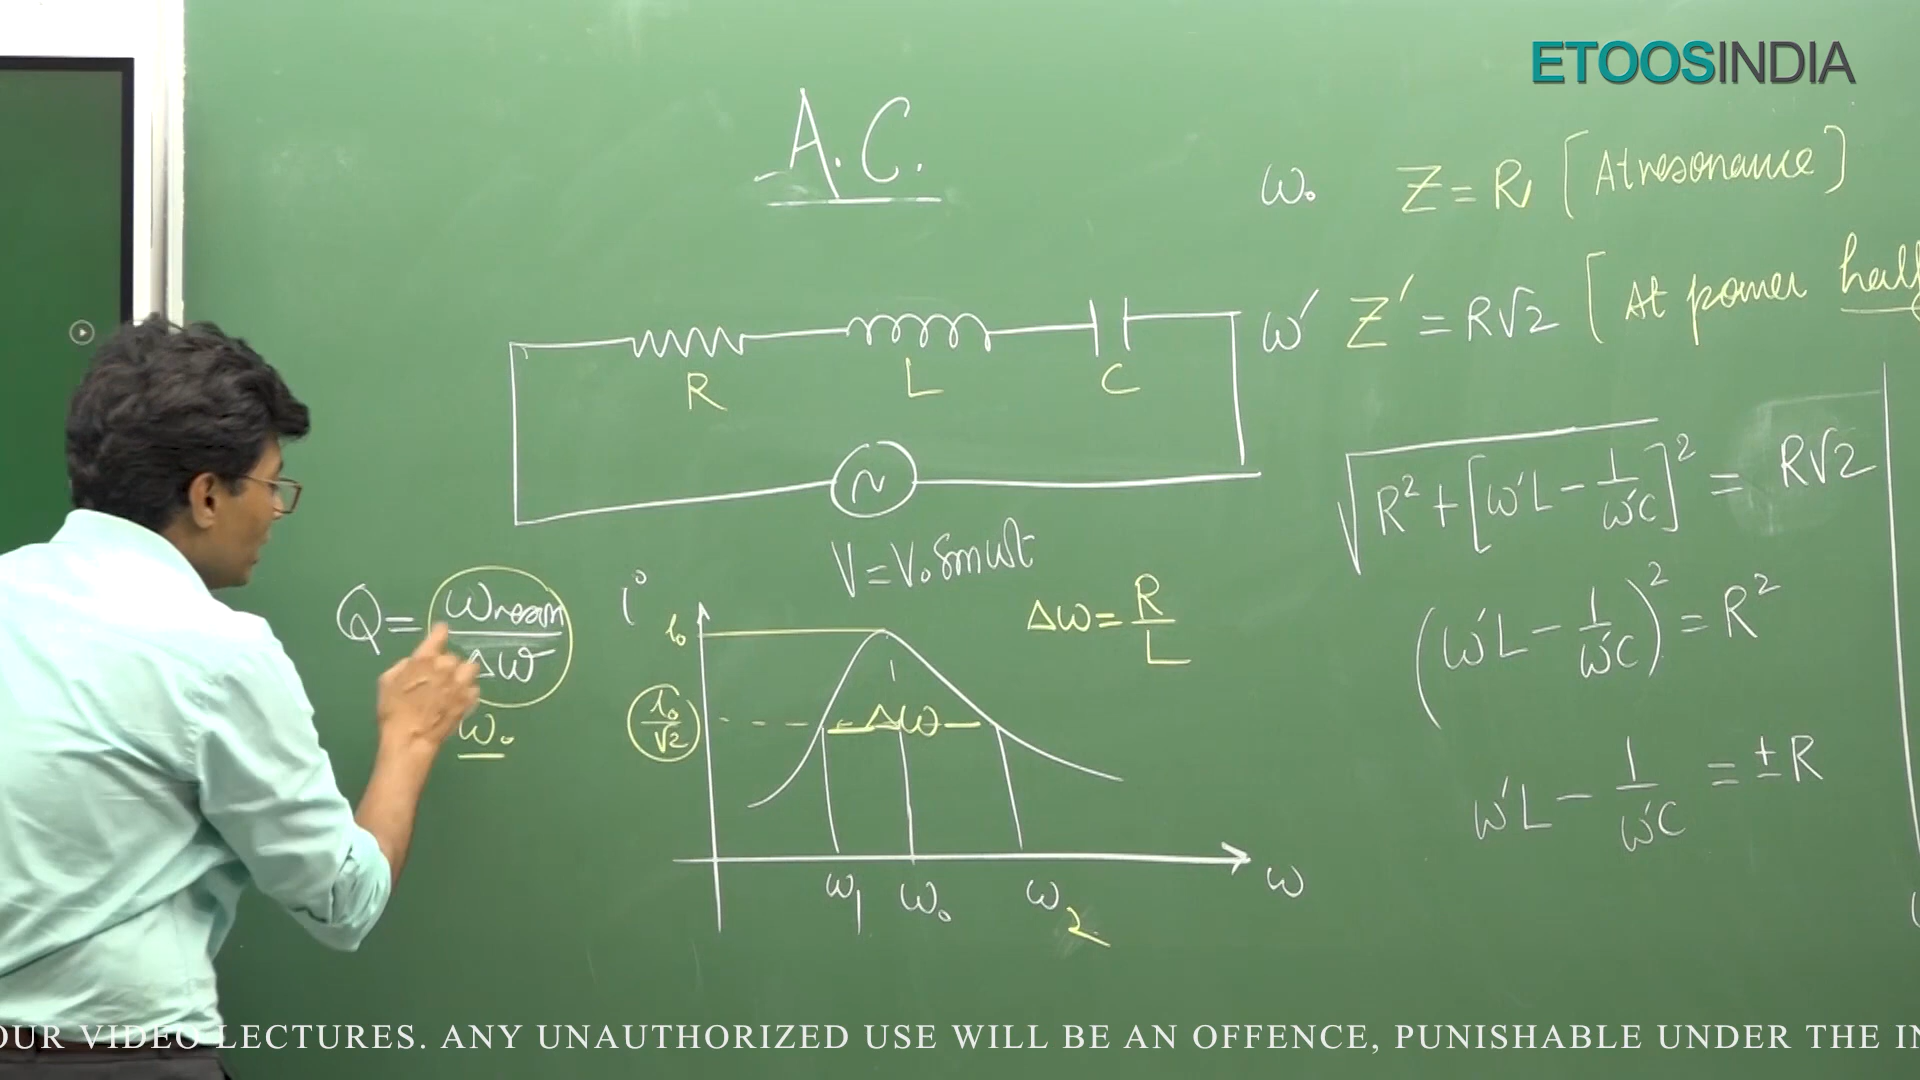 ETOOSINDIA
A.C.
ω₀ Z = R [At resonance]
ω' Z' = R√2 [At power half
R L C
√R² + [ω'L - 1/ω'C]² = R√2
V = V₀ sin ωt
(ω'L - 1/ω'C)² = R²
Q = ωreson/Δω
ω₀
i
i₀
i₀/√2
Δω
Δω = R/L
ω'L - 1/ω'C = ±R
ω₁ ω₀ ω₂ ω
OUR VIDEO LECTURES. ANY UNAUTHORIZED USE WILL BE AN OFFENCE, PUNISHABLE UNDER THE